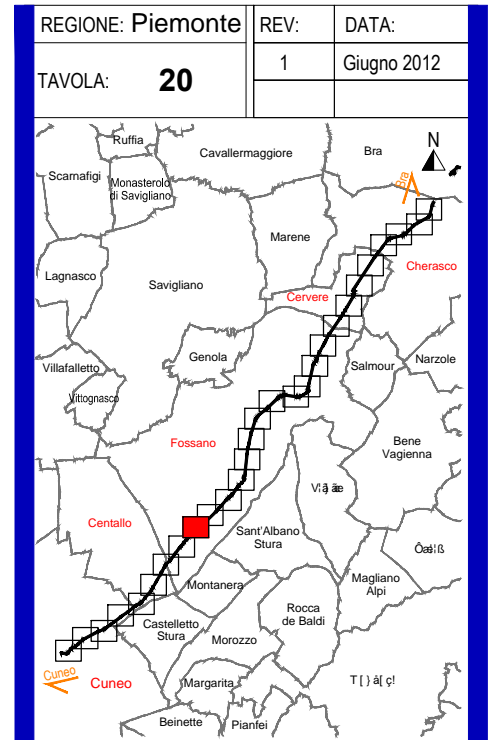 REGIONE: Piemonte
REV:
DATA:
TAVOLA: 20
1
Giugno 2012
Ruffia
Cavallermaggiore
Bra
N
Scarnafigi
Monasterolo
di Savigliano
Bra
Marene
Lagnasco
Savigliano
Cherasco
Cervere
Villafalletto
Genola
Salmour
Narzole
Vittognasco
Fossano
Bene
Vagienna
Centallo
Sant'Albano
Stura
Montanera
Magliano
Alpi
Castelletto
Stura
Rocca
de Baldi
Morozzo
Cuneo
Cuneo
Margarita
Beinette
Pianfei